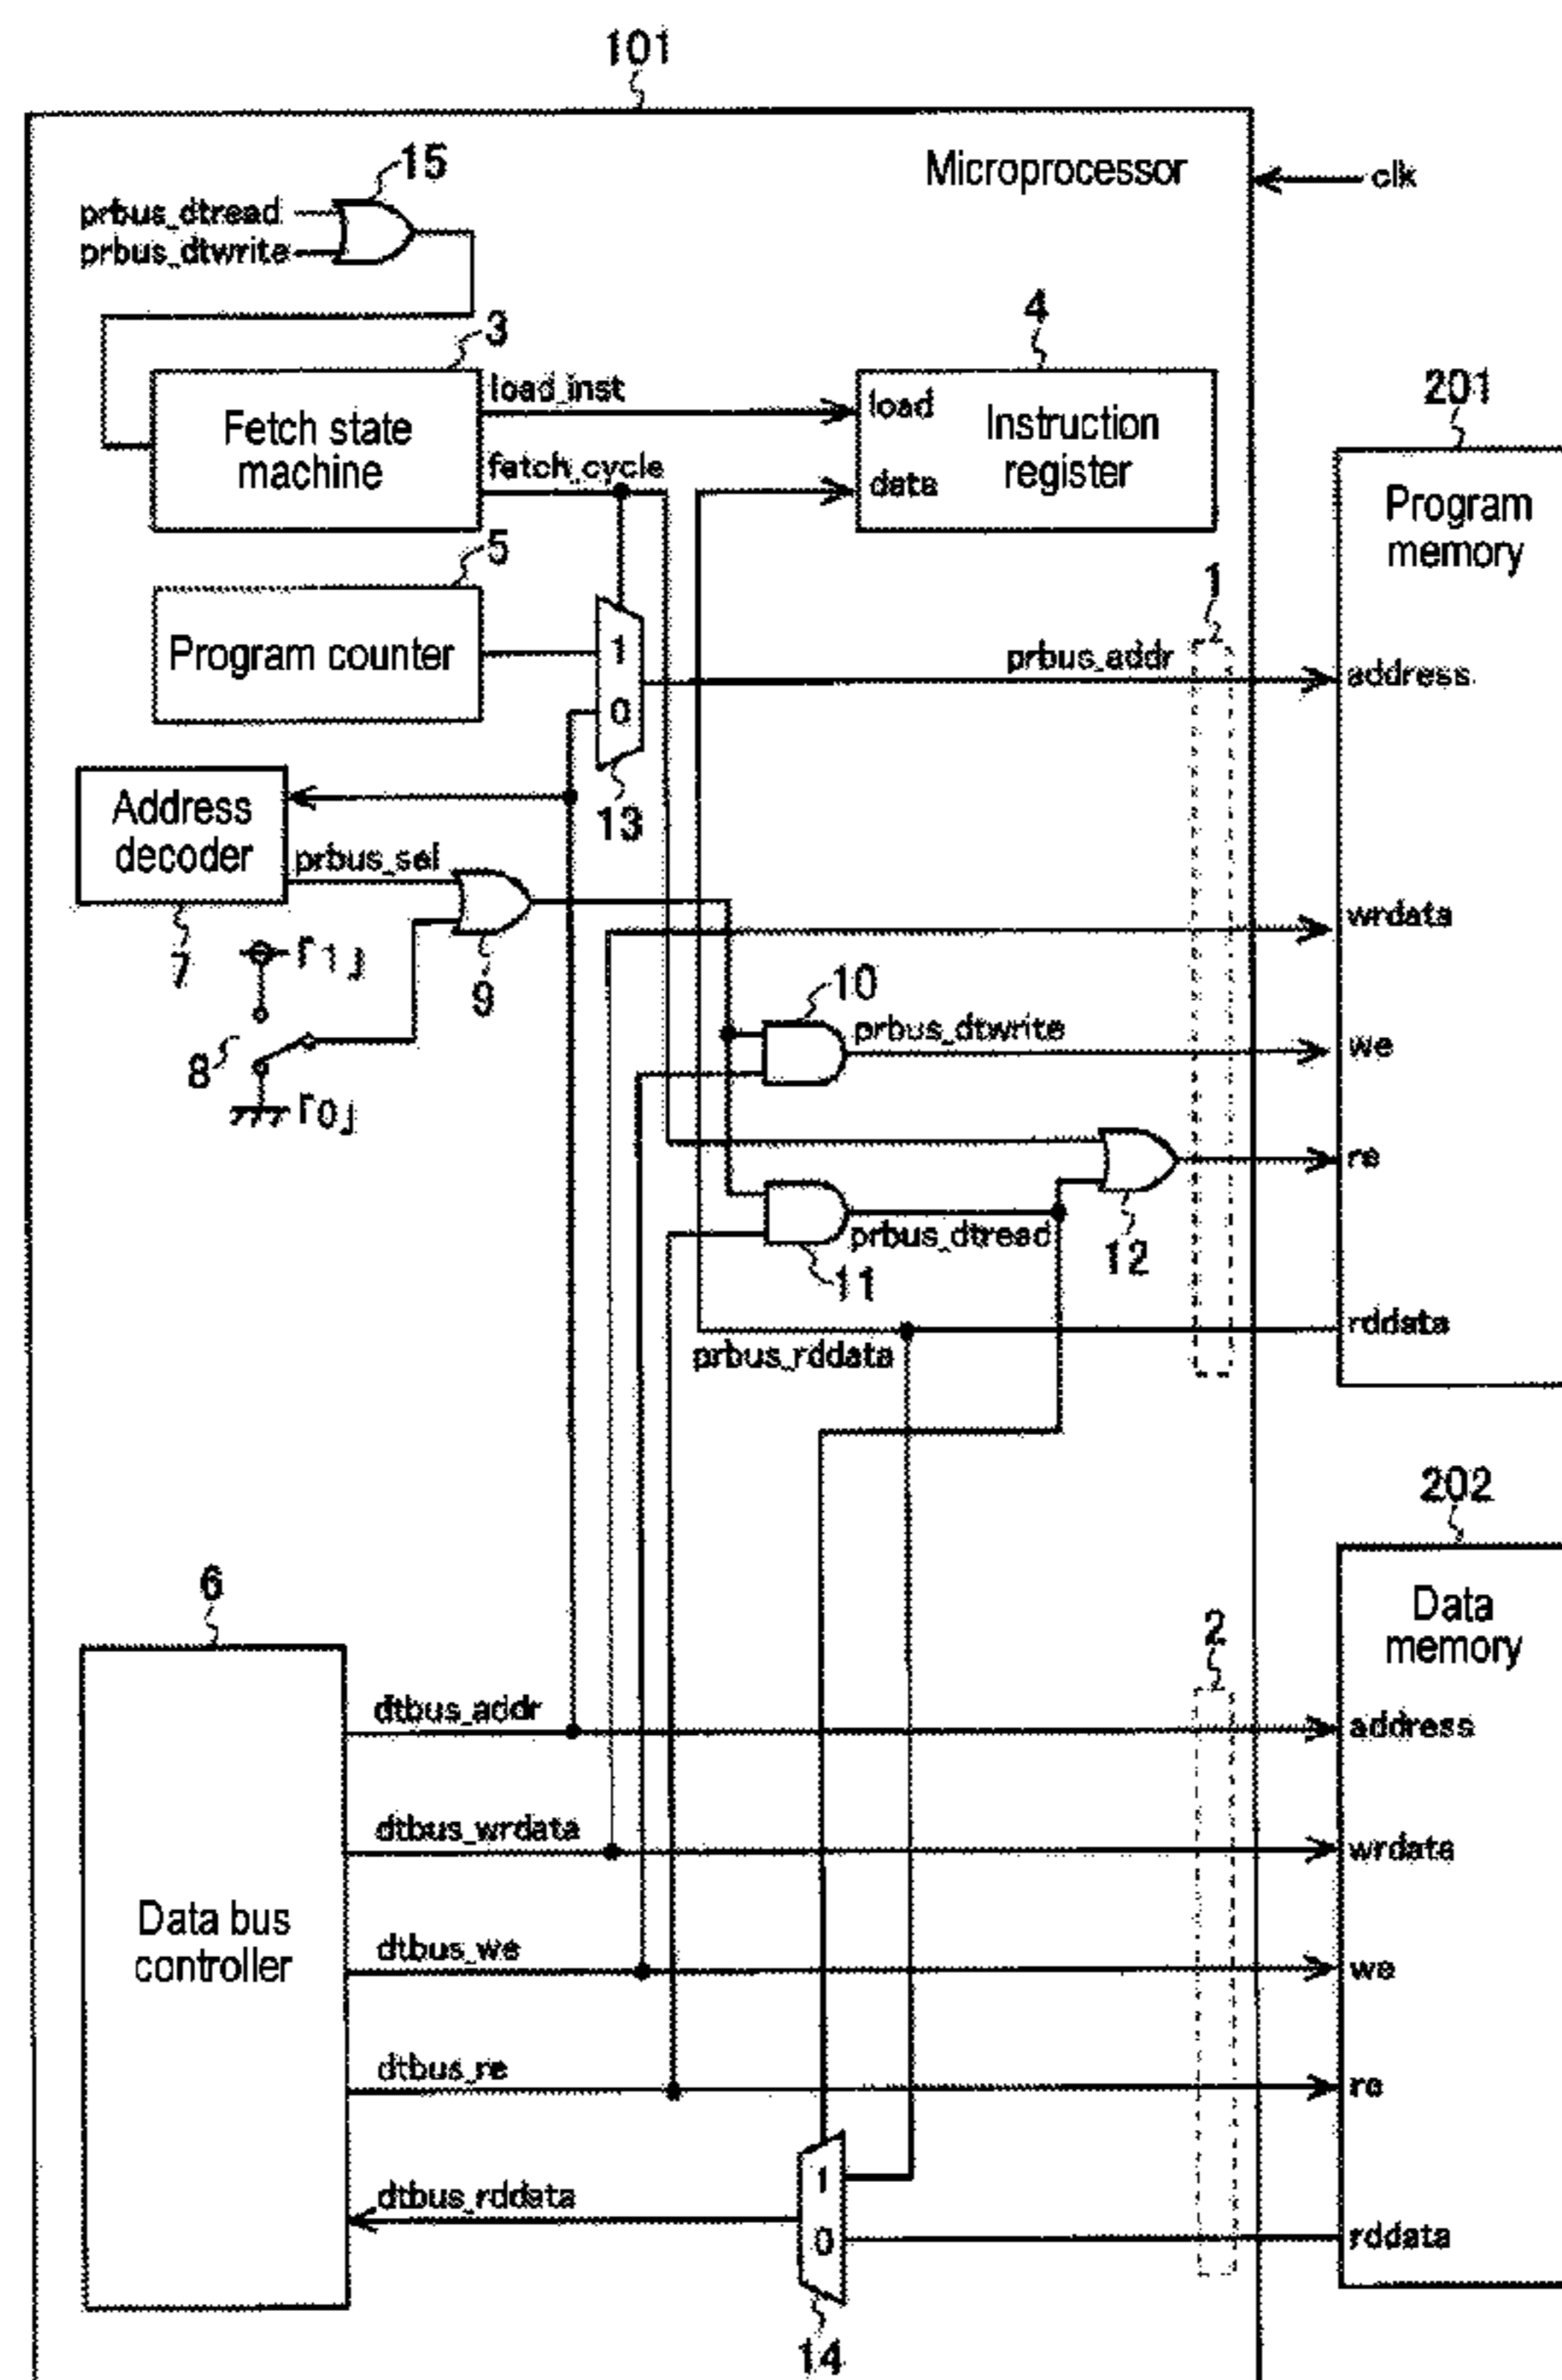 101
15
Microprocessor
clk
prbus_dtread
prbus_dtwrite
3
4
load_inst
load
Instruction
register
Fetch state
machine
fetch_cycle
data
201
Program
memory
5
1
Program counter
1
0
prbus_addr
address
13
Address
decoder
prbus_sel
7
「1」
9
wrdata
10
prbus_dtwrite
we
8
「0」
re
prbus_dtread
12
11
prbus_rddata
rddata
202
Data
memory
6
2
dtbus_addr
address
dtbus_wrdata
wrdata
Data bus
controller
dtbus_we
we
dtbus_re
re
1
dtbus_rddata
0
rddata
14